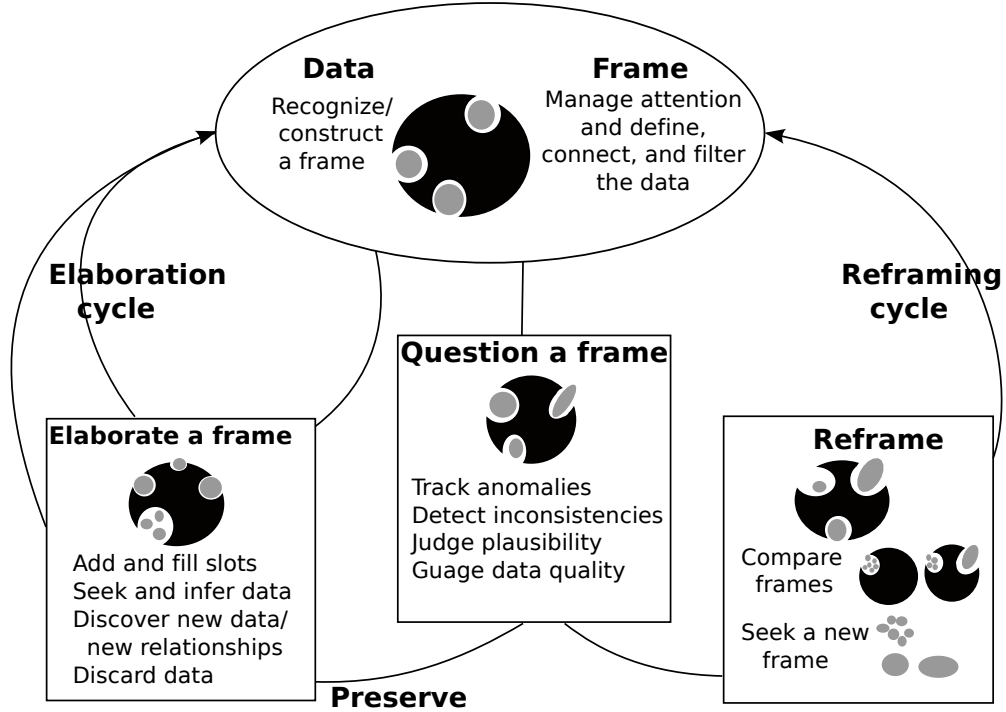 Data
Recognize/
construct
a frame
Frame
Manage attention
and define,
connect, and filter
the data
Elaboration
cycle
Reframing
cycle
Elaborate a frame
Add and fill slots
Seek and infer data
Discover new data/
new relationships
Discard data
Question a frame
Track anomalies
Detect inconsistencies
Judge plausibility
Guage data quality
Reframe
Compare
frames
Seek a new
frame
Preserve